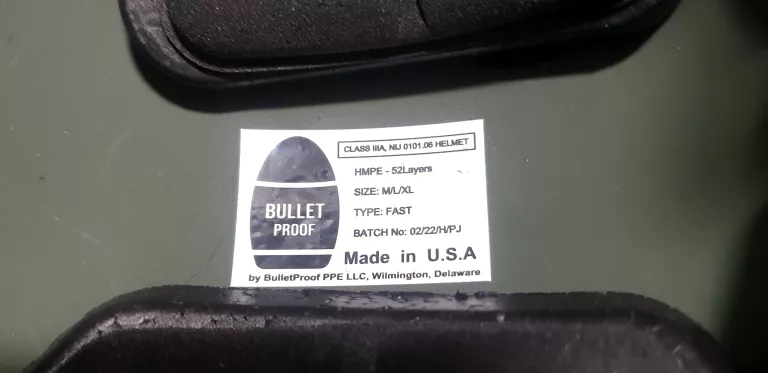 CLASS IIIA, NIJ 0101.06 HELMET
HMPE - 52Layers
SIZE: M/L/XL
TYPE: FAST
BATCH No: 02/22/H/PJ
BULLET
PROOF
Made in U.S.A
by BulletProof PPE LLC, Wilmington, Delaware